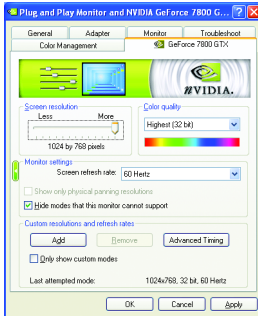 Plug and Play Monitor and NVIDIA GeForce 7800 G...
General Adapter Monitor Troubleshoot
Color Management GeForce 7800 GTX
NVIDIA.
Screen resolution
Less More
1024 by 768 pixels
Color quality
Highest (32 bit)
Monitor settings
Screen refresh rate: 60 Hertz
Show only physical panning resolutions
Hide modes that this monitor cannot support
Custom resolutions and refresh rates
Add Remove Advanced Timing
Only show custom modes
Last attempted mode: 1024x768, 32 bit, 60 Hertz
OK Cancel Apply